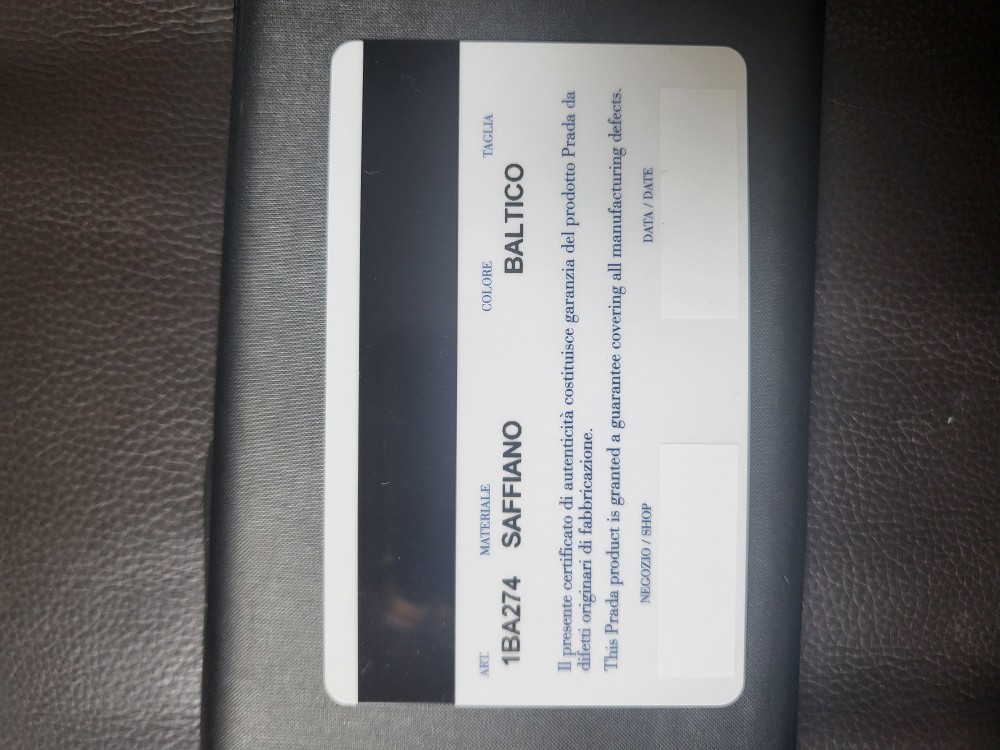 ART. MATERIALE COLORE TAGLIA
1BA274 SAFFIANO BALTICO
Il presente certificato di autenticità costituisce garanzia del prodotto Prada da
difetti originari di fabbricazione.
This Prada product is granted a guarantee covering all manufacturing defects.
NEGOZIO / SHOP DATA / DATE